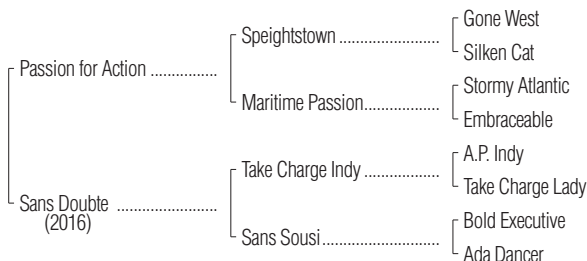 Gone West
Speightstown ....................
Silken Cat
Passion for Action ..............
Stormy Atlantic
Maritime Passion...............
Embraceable
A.P. Indy
Take Charge Indy ...............
Take Charge Lady
Sans Doubte ....................
(2016)
Bold Executive
Sans Sousi.......................
Ada Dancer